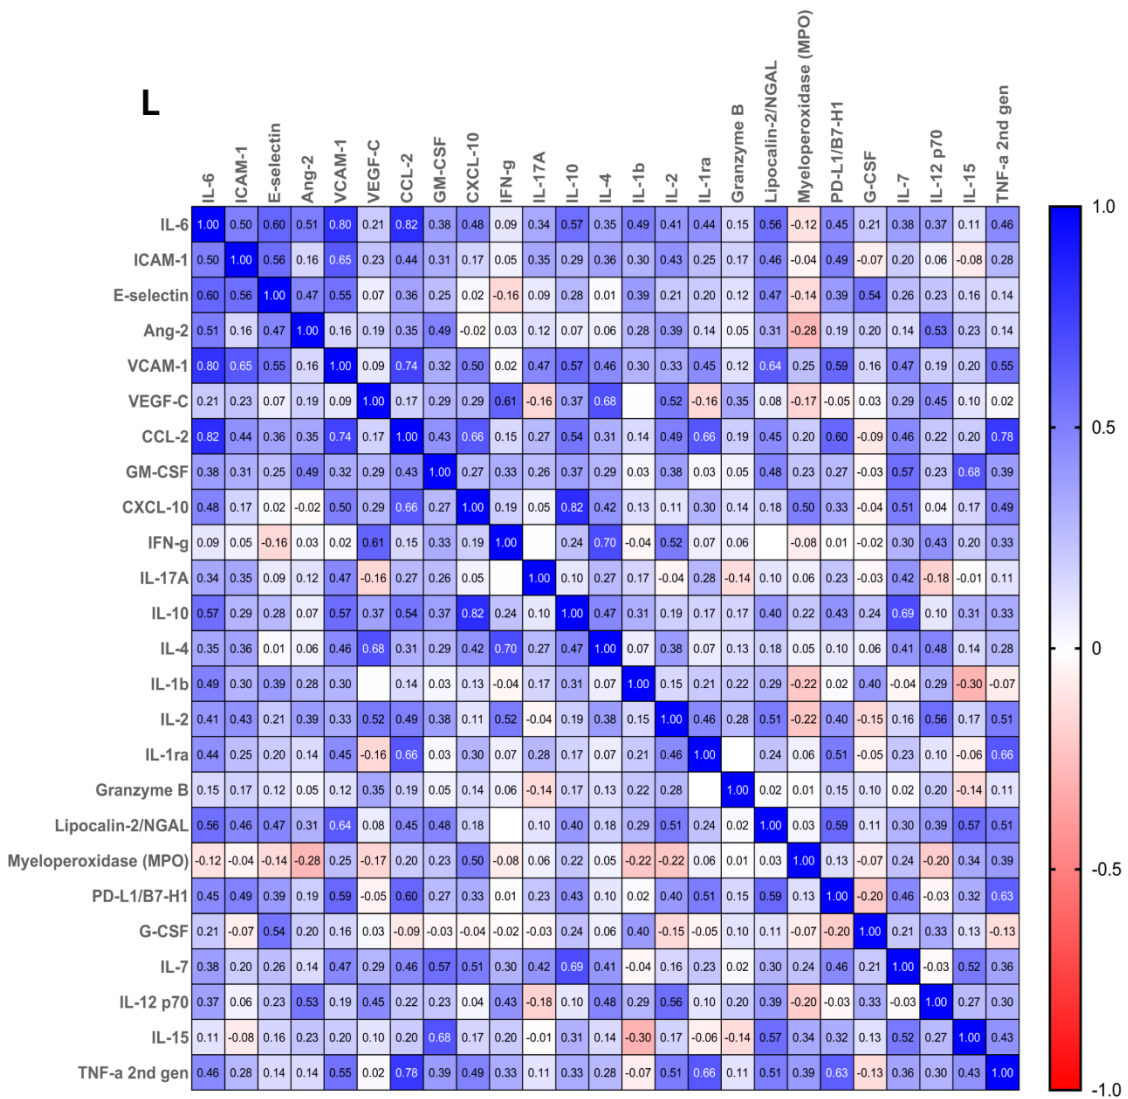 L
IL-6 ICAM-1 E-selectin Ang-2 VCAM-1 VEGF-C CCL-2 GM-CSF CXCL-10 IFN-g IL-17A IL-10 IL-4 IL-1b IL-2 IL-1ra Granzyme B Lipocalin-2/NGAL Myeloperoxidase (MPO) PD-L1/B7-H1 G-CSF IL-7 IL-12 p70 IL-15 TNF-a 2nd gen
IL-6 1.00 0.50 0.60 0.51 0.80 0.21 0.82 0.38 0.48 0.09 0.34 0.57 0.35 0.49 0.41 0.44 0.15 0.56 -0.12 0.45 0.21 0.38 0.37 0.11 0.46
ICAM-1 0.50 1.00 0.56 0.16 0.65 0.23 0.44 0.31 0.17 0.05 0.35 0.29 0.36 0.30 0.43 0.25 0.17 0.46 -0.04 0.49 -0.07 0.20 0.06 -0.08 0.28
E-selectin 0.60 0.56 1.00 0.47 0.55 0.07 0.36 0.25 0.02 -0.16 0.09 0.28 0.01 0.39 0.21 0.20 0.12 0.47 -0.14 0.39 0.54 0.26 0.23 0.16 0.14
Ang-2 0.51 0.16 0.47 1.00 0.16 0.19 0.35 0.49 -0.02 0.03 0.12 0.07 0.06 0.28 0.39 0.14 0.05 0.31 -0.28 0.19 0.20 0.14 0.53 0.23 0.14
VCAM-1 0.80 0.65 0.55 0.16 1.00 0.09 0.74 0.32 0.50 0.02 0.47 0.57 0.46 0.30 0.33 0.45 0.12 0.64 0.25 0.59 0.16 0.47 0.19 0.20 0.55
VEGF-C 0.21 0.23 0.07 0.19 0.09 1.00 0.17 0.29 0.29 0.61 -0.16 0.37 0.68 0.52 -0.16 0.35 0.08 -0.17 -0.05 0.03 0.29 0.45 0.10 0.02
CCL-2 0.82 0.44 0.36 0.35 0.74 0.17 1.00 0.43 0.66 0.15 0.27 0.54 0.31 0.14 0.49 0.66 0.19 0.45 0.20 0.60 -0.09 0.46 0.22 0.20 0.78
GM-CSF 0.38 0.31 0.25 0.49 0.32 0.29 0.43 1.00 0.27 0.33 0.26 0.37 0.29 0.03 0.38 0.03 0.05 0.48 0.23 0.27 -0.03 0.57 0.23 0.68 0.39
CXCL-10 0.48 0.17 0.02 -0.02 0.50 0.29 0.66 0.27 1.00 0.19 0.05 0.82 0.42 0.13 0.11 0.30 0.14 0.18 0.50 0.33 -0.04 0.51 0.04 0.17 0.49
IFN-g 0.09 0.05 -0.16 0.03 0.02 0.61 0.15 0.33 0.19 1.00 0.24 0.70 -0.04 0.52 0.07 0.06 -0.08 0.01 -0.02 0.30 0.43 0.20 0.33
IL-17A 0.34 0.35 0.09 0.12 0.47 -0.16 0.27 0.26 0.05 1.00 0.10 0.27 0.17 -0.04 0.28 -0.14 0.10 0.06 0.23 -0.03 0.42 -0.18 -0.01 0.11
IL-10 0.57 0.29 0.28 0.07 0.57 0.37 0.54 0.37 0.82 0.24 0.10 1.00 0.47 0.31 0.19 0.17 0.17 0.40 0.22 0.43 0.24 0.69 0.10 0.31 0.33
IL-4 0.35 0.36 0.01 0.06 0.46 0.68 0.31 0.29 0.42 0.70 0.27 0.47 1.00 0.07 0.38 0.07 0.13 0.18 0.05 0.10 0.06 0.41 0.48 0.14 0.28
IL-1b 0.49 0.30 0.39 0.28 0.30 0.14 0.03 0.13 -0.04 0.17 0.31 0.07 1.00 0.15 0.21 0.22 0.29 -0.22 0.02 0.40 -0.04 0.29 -0.30 -0.07
IL-2 0.41 0.43 0.21 0.39 0.33 0.52 0.49 0.38 0.11 0.52 -0.04 0.19 0.38 0.15 1.00 0.46 0.28 0.51 -0.22 0.40 -0.15 0.16 0.56 0.17 0.51
IL-1ra 0.44 0.25 0.20 0.14 0.45 -0.16 0.66 0.03 0.30 0.07 0.28 0.17 0.07 0.21 0.46 1.00 0.24 0.06 0.51 -0.05 0.23 0.10 -0.06 0.66
Granzyme B 0.15 0.17 0.12 0.05 0.12 0.35 0.19 0.05 0.14 0.06 -0.14 0.17 0.13 0.22 0.28 1.00 0.02 0.01 0.15 0.10 0.02 0.20 -0.14 0.11
Lipocalin-2/NGAL 0.56 0.46 0.47 0.31 0.64 0.08 0.45 0.48 0.18 0.10 0.40 0.18 0.29 0.51 0.24 0.02 1.00 0.03 0.59 0.11 0.30 0.39 0.57 0.51
Myeloperoxidase (MPO) -0.12 -0.04 -0.14 -0.28 0.25 -0.17 0.20 0.23 0.50 -0.08 0.06 0.22 0.05 -0.22 -0.22 0.06 0.01 0.03 1.00 0.13 -0.07 0.24 -0.20 0.34 0.39
PD-L1/B7-H1 0.45 0.49 0.39 0.19 0.59 -0.05 0.60 0.27 0.33 0.01 0.23 0.43 0.10 0.02 0.40 0.51 0.15 0.59 0.13 1.00 -0.20 0.46 -0.03 0.32 0.63
G-CSF 0.21 -0.07 0.54 0.20 0.16 0.03 -0.09 -0.03 -0.04 -0.02 -0.03 0.24 0.06 0.40 -0.15 -0.05 0.10 0.11 -0.07 -0.20 1.00 0.21 0.33 0.13 -0.13
IL-7 0.38 0.20 0.26 0.14 0.47 0.29 0.46 0.57 0.51 0.30 0.42 0.69 0.41 -0.04 0.16 0.23 0.02 0.30 0.24 0.46 0.21 1.00 -0.03 0.52 0.36
IL-12 p70 0.37 0.06 0.23 0.53 0.19 0.45 0.22 0.23 0.04 0.43 -0.18 0.10 0.48 0.29 0.56 0.10 0.20 0.39 -0.20 -0.03 0.33 -0.03 1.00 0.27 0.30
IL-15 0.11 -0.08 0.16 0.23 0.20 0.10 0.20 0.68 0.17 0.20 -0.01 0.31 0.14 -0.30 0.17 -0.06 -0.14 0.57 0.34 0.32 0.13 0.52 0.27 1.00 0.43
TNF-a 2nd gen 0.46 0.28 0.14 0.14 0.55 0.02 0.78 0.39 0.49 0.33 0.11 0.33 0.28 -0.07 0.51 0.66 0.11 0.51 0.39 0.63 -0.13 0.36 0.30 0.43 1.00
1.0
0.5
0
-0.5
-1.0